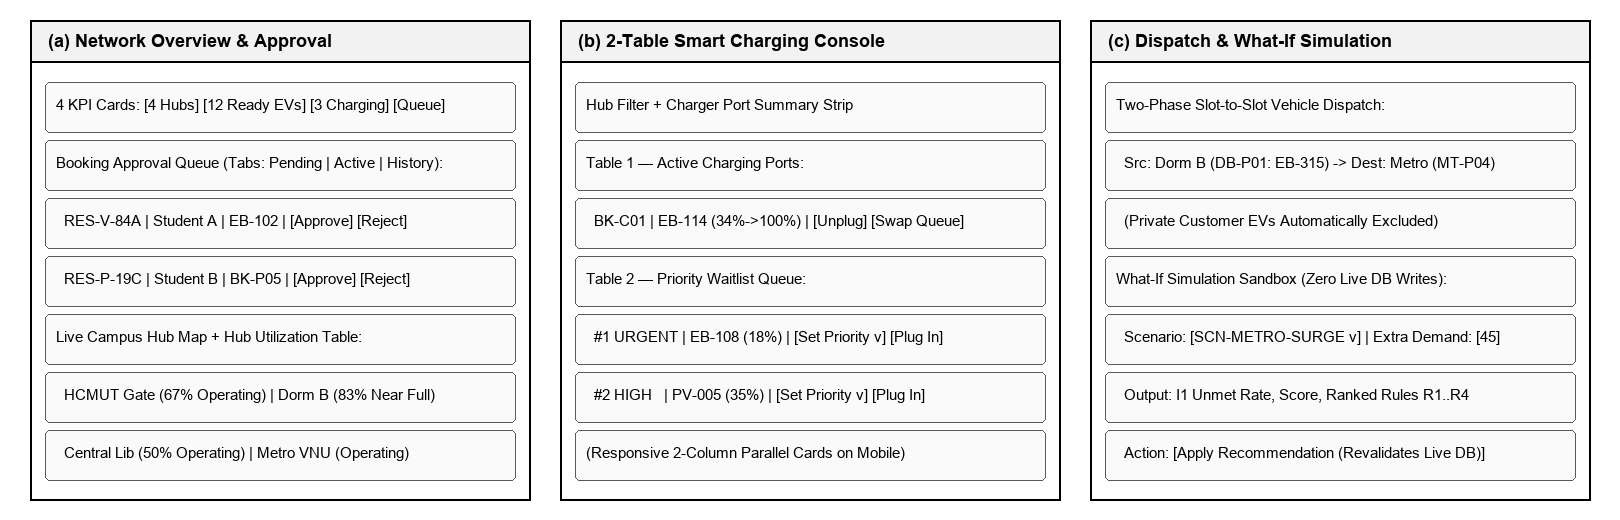 (a) Network Overview & Approval
4 KPI Cards: [4 Hubs] [12 Ready EVs] [3 Charging] [Queue]
Booking Approval Queue (Tabs: Pending | Active | History):
RES-V-84A | Student A | EB-102 | [Approve] [Reject]
RES-P-19C | Student B | BK-P05 | [Approve] [Reject]
Live Campus Hub Map + Hub Utilization Table:
HCMUT Gate (67% Operating) | Dorm B (83% Near Full)
Central Lib (50% Operating) | Metro VNU (Operating)
(b) 2-Table Smart Charging Console
Hub Filter + Charger Port Summary Strip
Table 1 — Active Charging Ports:
BK-C01 | EB-114 (34%->100%) | [Unplug] [Swap Queue]
Table 2 — Priority Waitlist Queue:
#1 URGENT | EB-108 (18%) | [Set Priority v] [Plug In]
#2 HIGH | PV-005 (35%) | [Set Priority v] [Plug In]
(Responsive 2-Column Parallel Cards on Mobile)
(c) Dispatch & What-If Simulation
Two-Phase Slot-to-Slot Vehicle Dispatch:
Src: Dorm B (DB-P01: EB-315) -> Dest: Metro (MT-P04)
(Private Customer EVs Automatically Excluded)
What-If Simulation Sandbox (Zero Live DB Writes):
Scenario: [SCN-METRO-SURGE v] | Extra Demand: [45]
Output: I1 Unmet Rate, Score, Ranked Rules R1..R4
Action: [Apply Recommendation (Revalidates Live DB)]